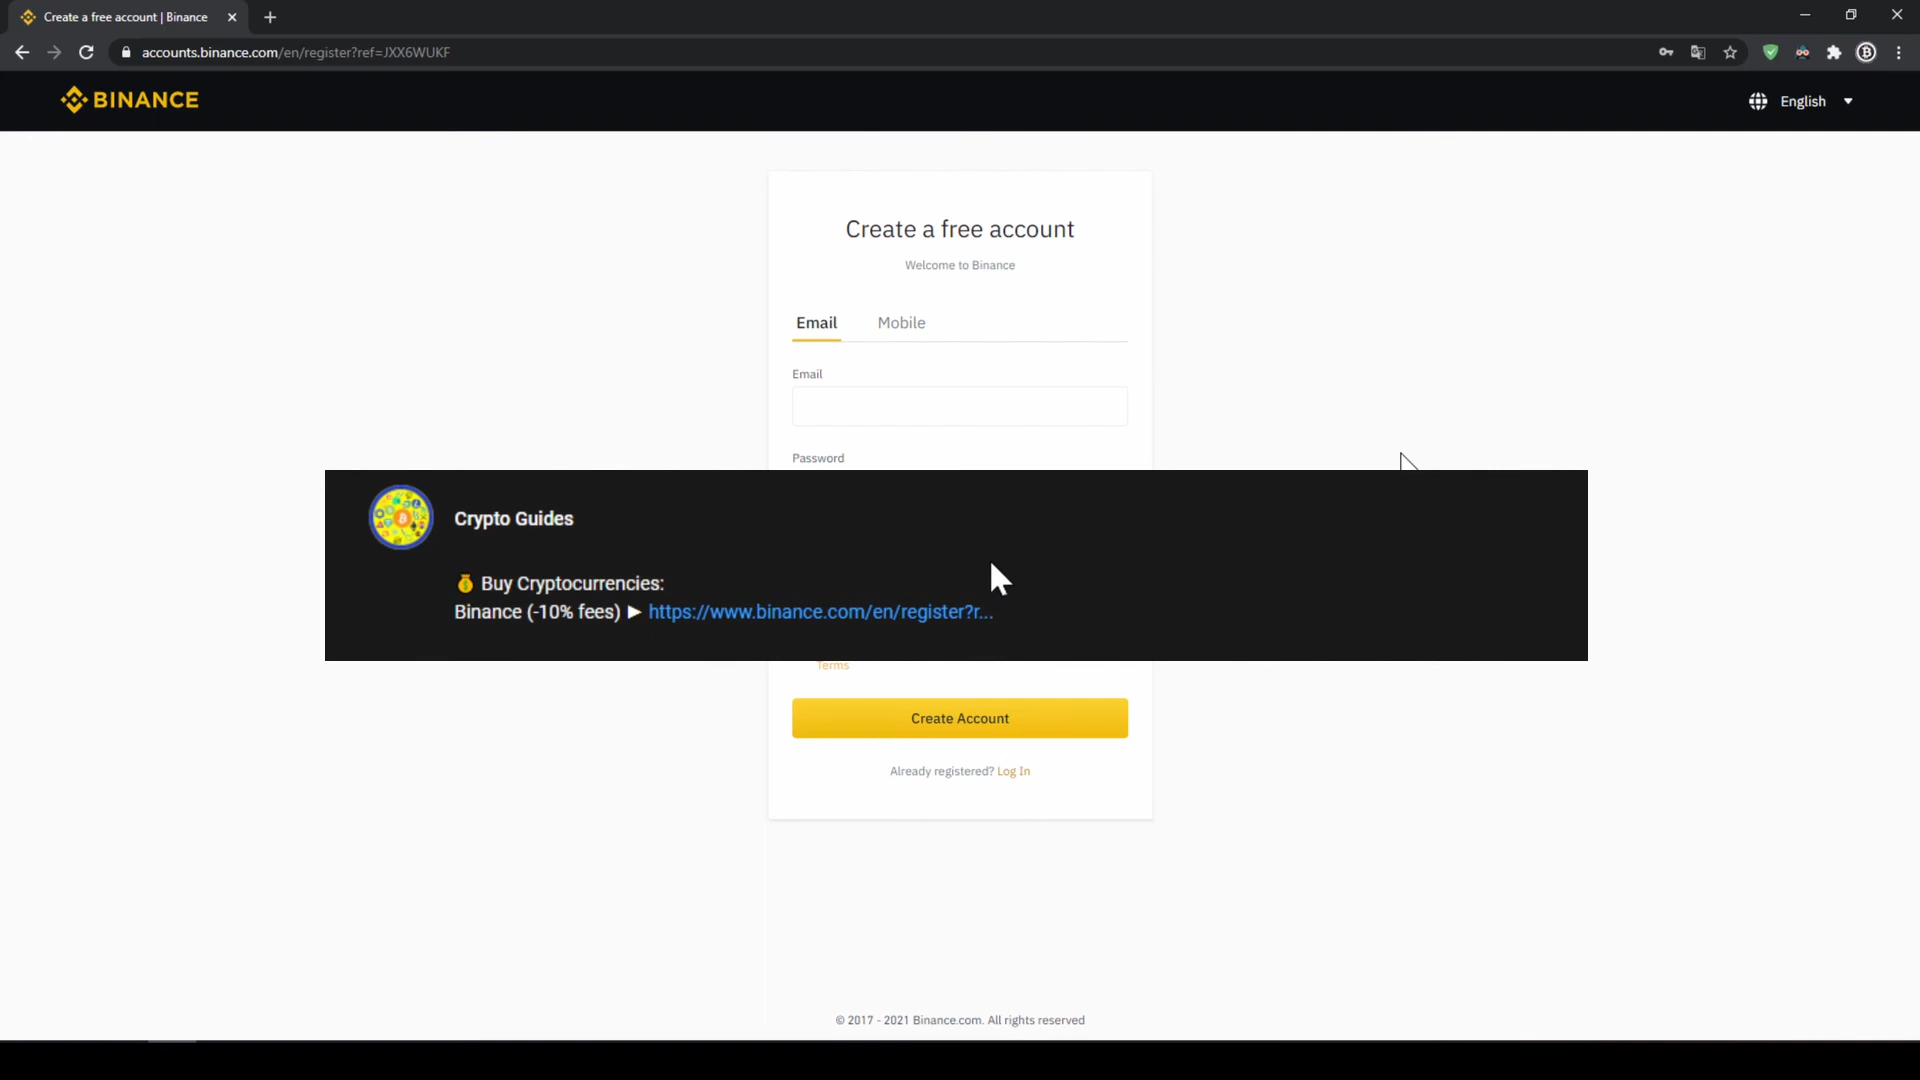 Create a free account | Binance
accounts.binance.com/en/register?ref=JXX6WUKF
BINANCE
English
Create a free account
Welcome to Binance
Email Mobile
Email
Password
Crypto Guides
💰 Buy Cryptocurrencies:
Binance (-10% fees) ► https://www.binance.com/en/register?r...
Terms
Create Account
Already registered? Log In
© 2017 - 2021 Binance.com. All rights reserved